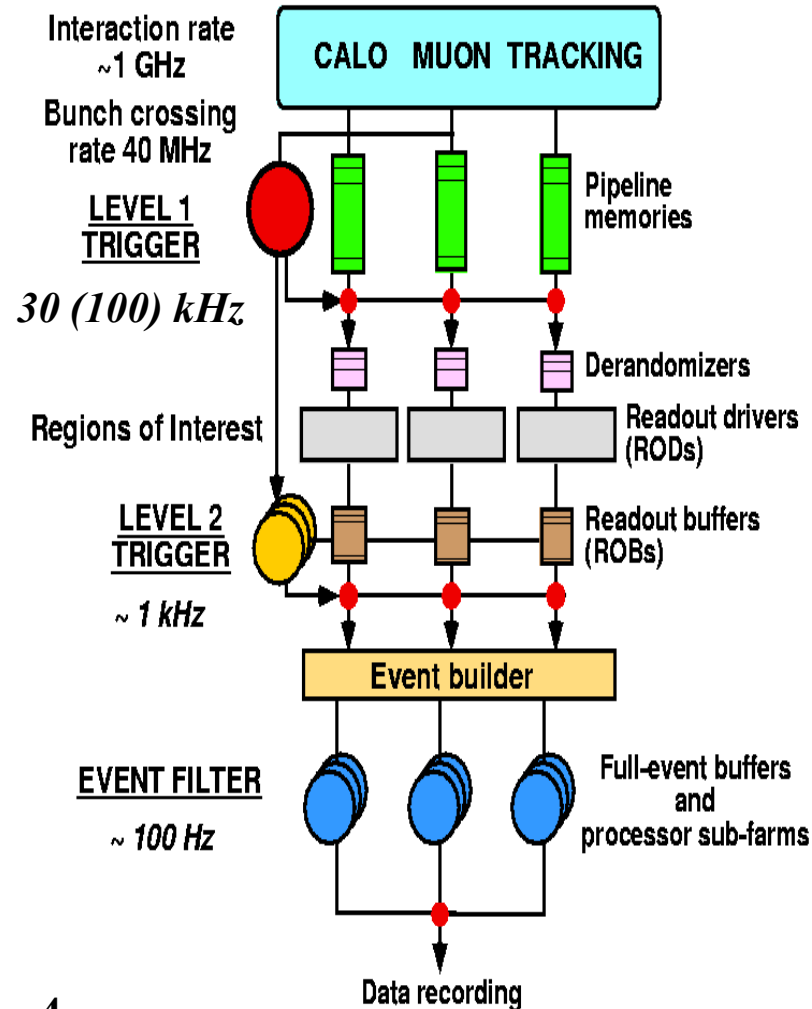 Interaction rate
~1 GHz
CALO MUON TRACKING
Bunch crossing
rate 40 MHz
LEVEL 1
TRIGGER
Pipeline
memories
30 (100) kHz
Derandomizers
Regions of Interest
Readout drivers
(RODs)
LEVEL 2
TRIGGER
Readout buffers
(ROBs)
~ 1 kHz
Event builder
EVENT FILTER
~ 100 Hz
Full-event buffers
and
processor sub-farms
Data recording